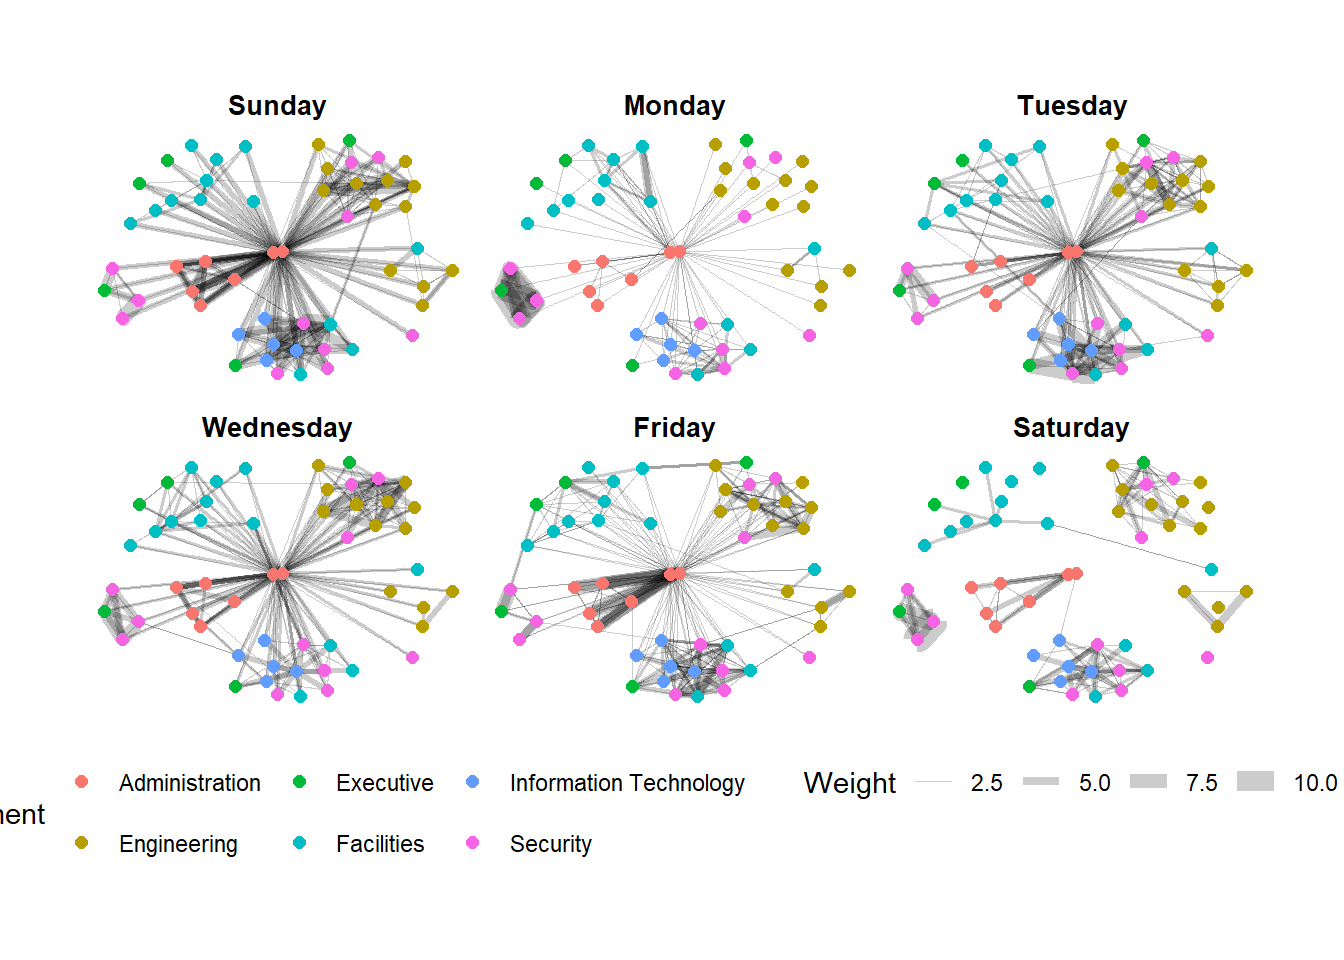 Sunday Monday Tuesday
Wednesday Friday Saturday
Administration Executive Information Technology Weight 2.5 5.0 7.5 10.0
nent
Engineering Facilities Security